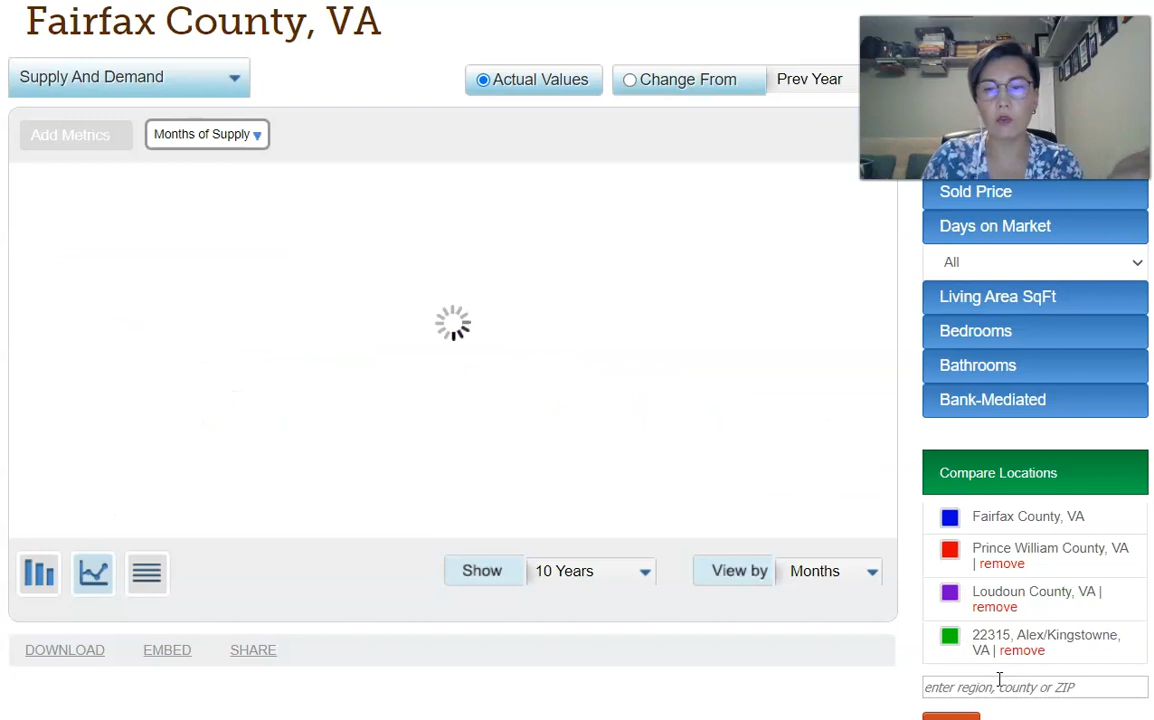 Fairfax County, VA
Supply And Demand
Actual Values
Change From
Prev Year
Add Metrics
Months of Supply
Sold Price
Days on Market
All
Living Area SqFt
Bedrooms
Bathrooms
Bank-Mediated
Compare Locations
Fairfax County, VA
Prince William County, VA
| remove
Loudoun County, VA |
remove
22315, Alex/Kingstowne,
VA | remove
enter region, county or ZIP
Show
10 Years
View by
Months
DOWNLOAD
EMBED
SHARE